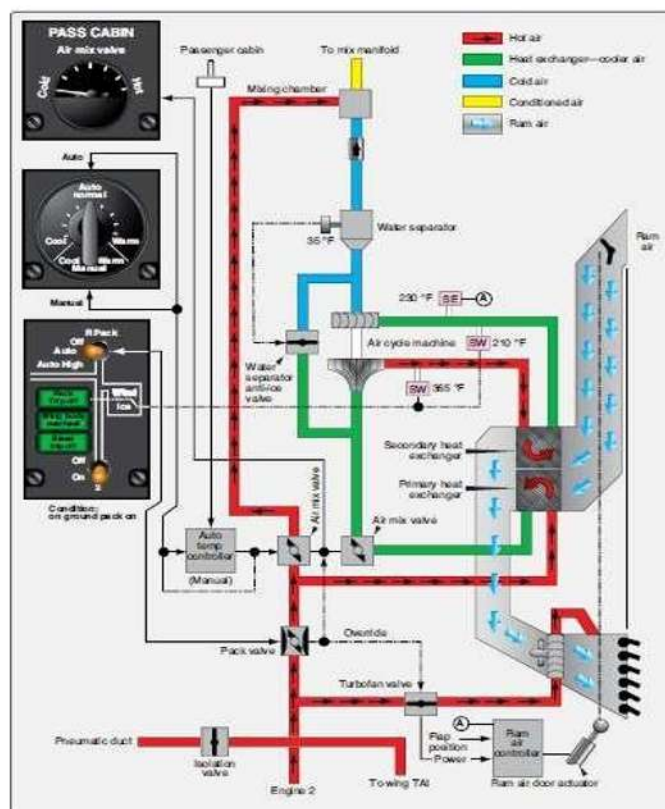 PASS CABIN
Air mix valve
Cold
Hot
Passenger cabin
To mix manifold
Mixing chamber
Hot air
Heat exchanger—cooler air
Cold air
Conditioned air
Ram air
Auto
Auto
normal
Cool
Warm
Cool
Warm
Manual
Manual
35 °F
Water separator
Ram
air
230 °F
SE
A
Air cycle machine
SW
210 °F
Water
separator
anti-ice
valve
SW
365 °F
R Pack
Off
Auto
Auto High
Wing
Ice
Off
On
Condition:
on ground pack on
Secondary heat
exchanger
Primary heat
exchanger
Air mix valve
Air mix valve
Auto
temp
controller
(Manual)
Pack valve
Override
Turbofan valve
Pneumatic duct
Isolation
valve
Engine 2
To wing TAI
A
Flap
position
Power
Ram
air
controller
Ram air door actuator